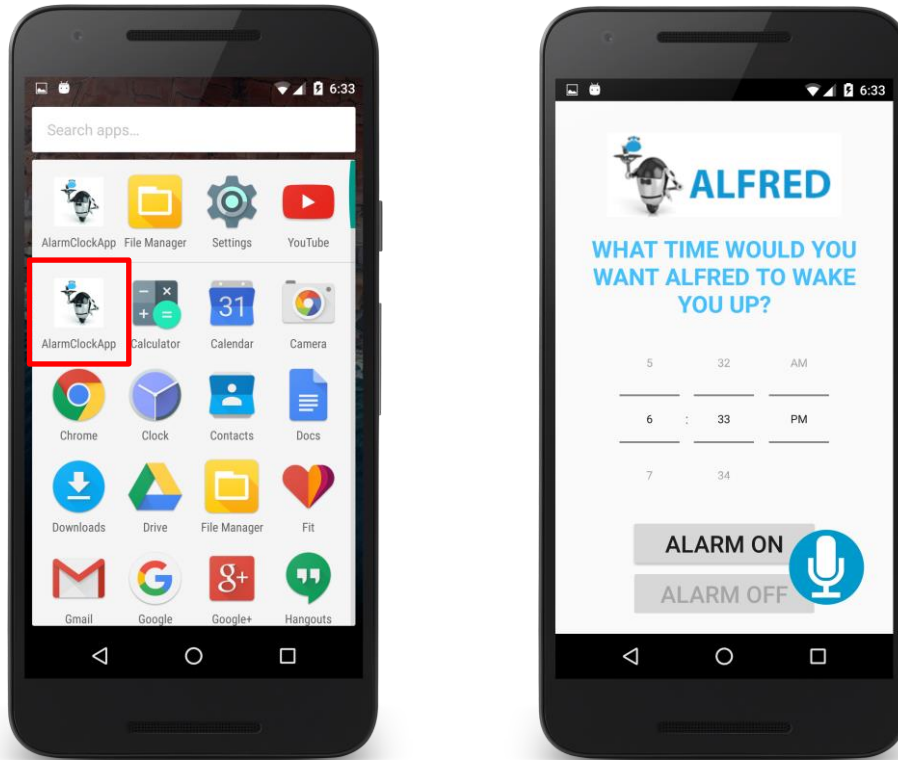 6:33
Search apps...
AlarmClockApp File Manager Settings YouTube
31
AlarmClockApp Calculator Calendar Camera
Chrome Clock Contacts Docs
Downloads Drive File Manager Fit
8+
Gmail Google Google+ Hangouts
6:33
ALFRED
WHAT TIME WOULD YOU
WANT ALFRED TO WAKE
YOU UP?
5 32 AM
6 : 33 PM
7 34
ALARM ON
ALARM OFF